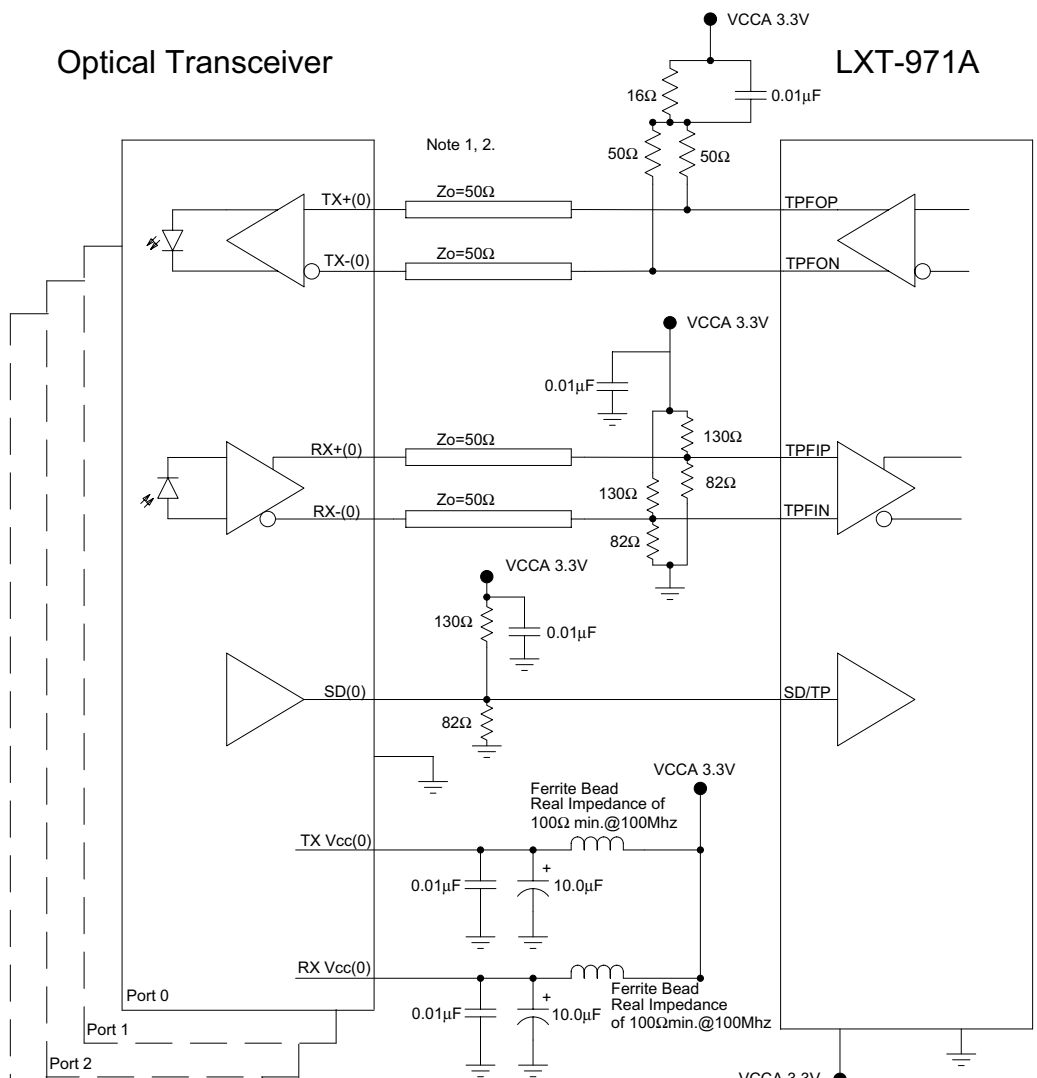 VCCA 3.3V
Optical Transceiver
LXT-971A
16Ω
0.01µF
Note 1, 2.
50Ω
50Ω
TX+(0)
Zo=50Ω
TPFOP
TX-(0)
Zo=50Ω
TPFON
VCCA 3.3V
0.01µF
130Ω
RX+(0)
Zo=50Ω
TPFIP
82Ω
130Ω
RX-(0)
Zo=50Ω
TPFIN
82Ω
VCCA 3.3V
130Ω
0.01µF
SD(0)
SD/TP
82Ω
VCCA 3.3V
Ferrite Bead
Real Impedance of
100Ω min.@100Mhz
TX Vcc(0)
+
0.01µF
10.0µF
RX Vcc(0)
Ferrite Bead
Real Impedance
of 100Ωmin.@100Mhz
+
0.01µF
10.0µF
Port 0
Port 1
Port 2
VCCA 3.3V